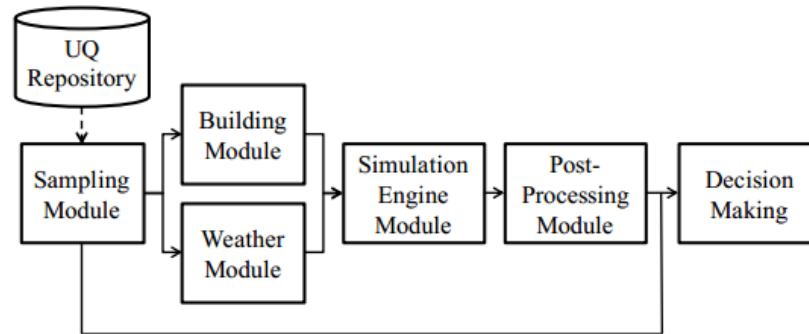 UQ
Repository
Sampling
Module
Building
Module
Weather
Module
Simulation
Engine
Module
Post-
Processing
Module
Decision
Making